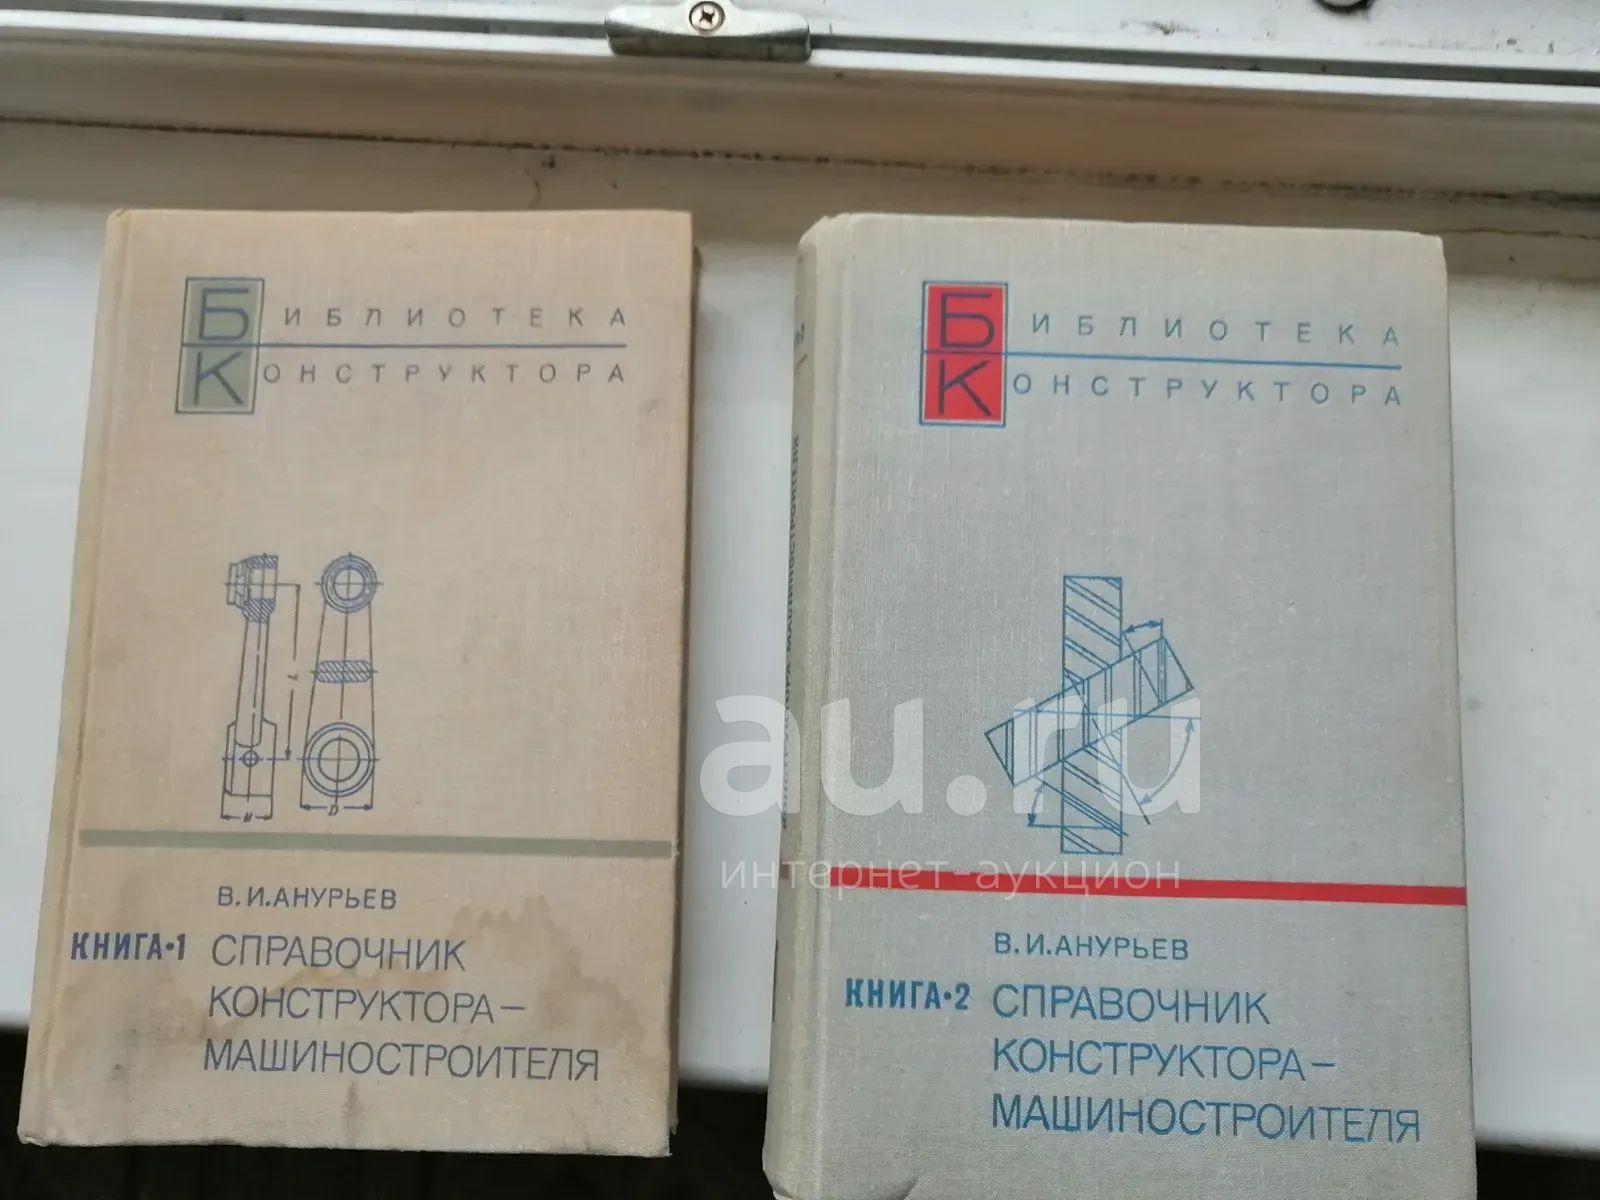 БИБЛИОТЕКА
КОНСТРУКТОРА
В.И.АНУРЬЕВ
КНИГА·1 СПРАВОЧНИК
КОНСТРУКТОРА–
МАШИНОСТРОИТЕЛЯ
БИБЛИОТЕКА
КОНСТРУКТОРА
В.И.АНУРЬЕВ
КНИГА·2 СПРАВОЧНИК
КОНСТРУКТОРА–
МАШИНОСТРОИТЕЛЯ
au.ru
интернет-аукцион